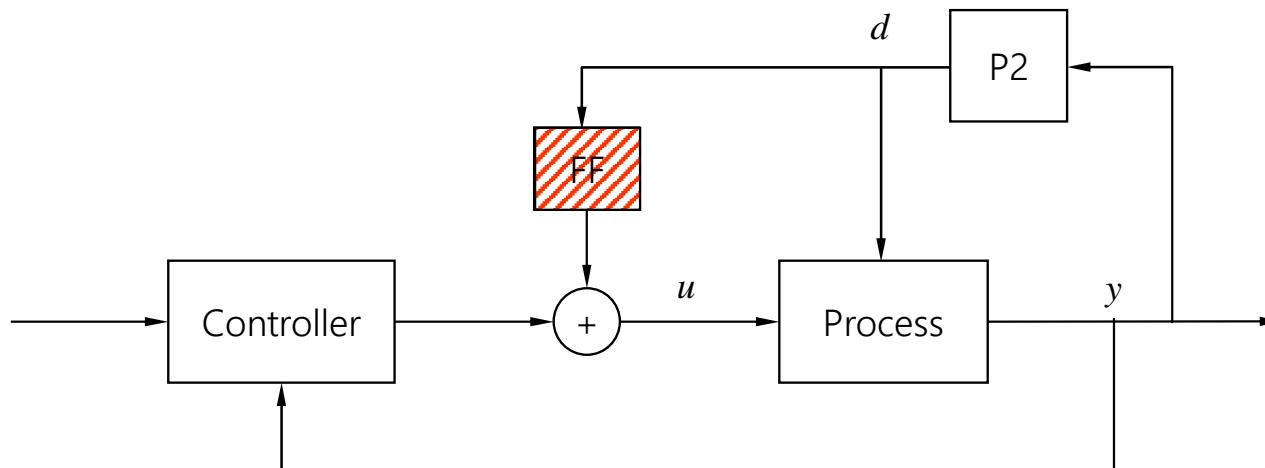 d
P2
FF
u
y
Controller
+
Process